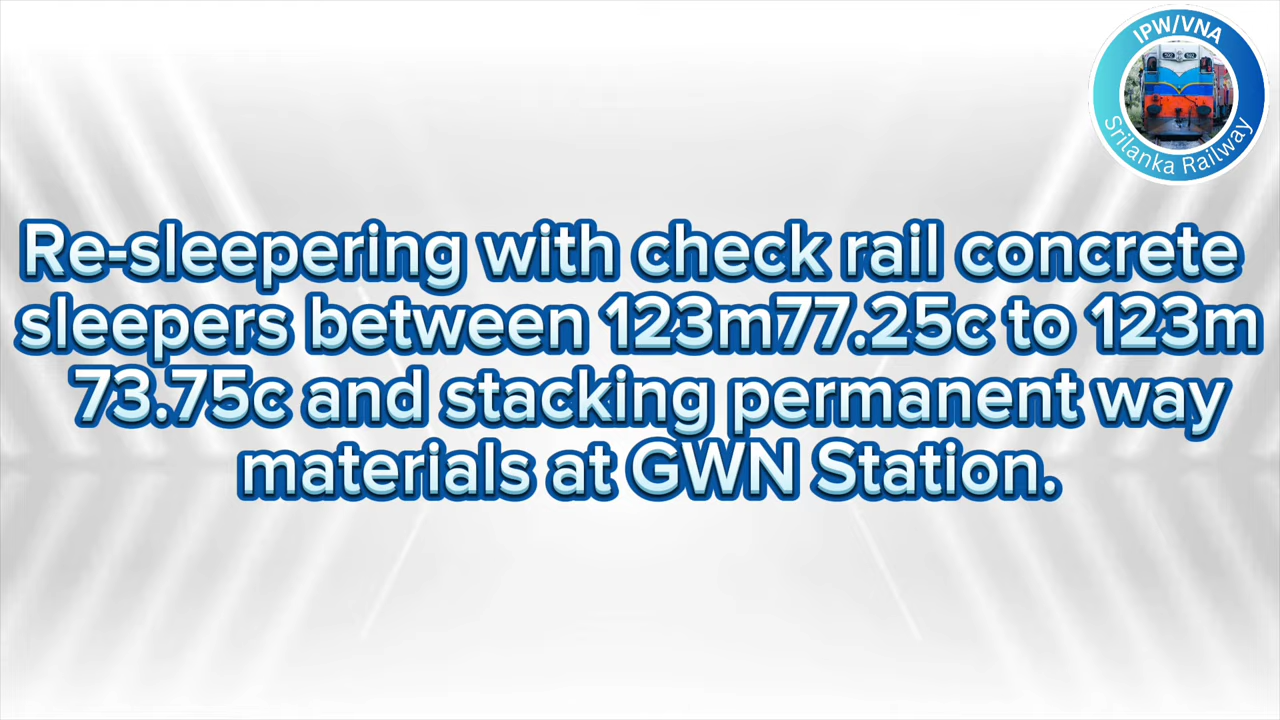 IPW/VNA
Srilanka Railway
Re-sleepering with check rail concrete
sleepers between 123m77.25c to 123m
73.75c and stacking permanent way
materials at GWN Station.